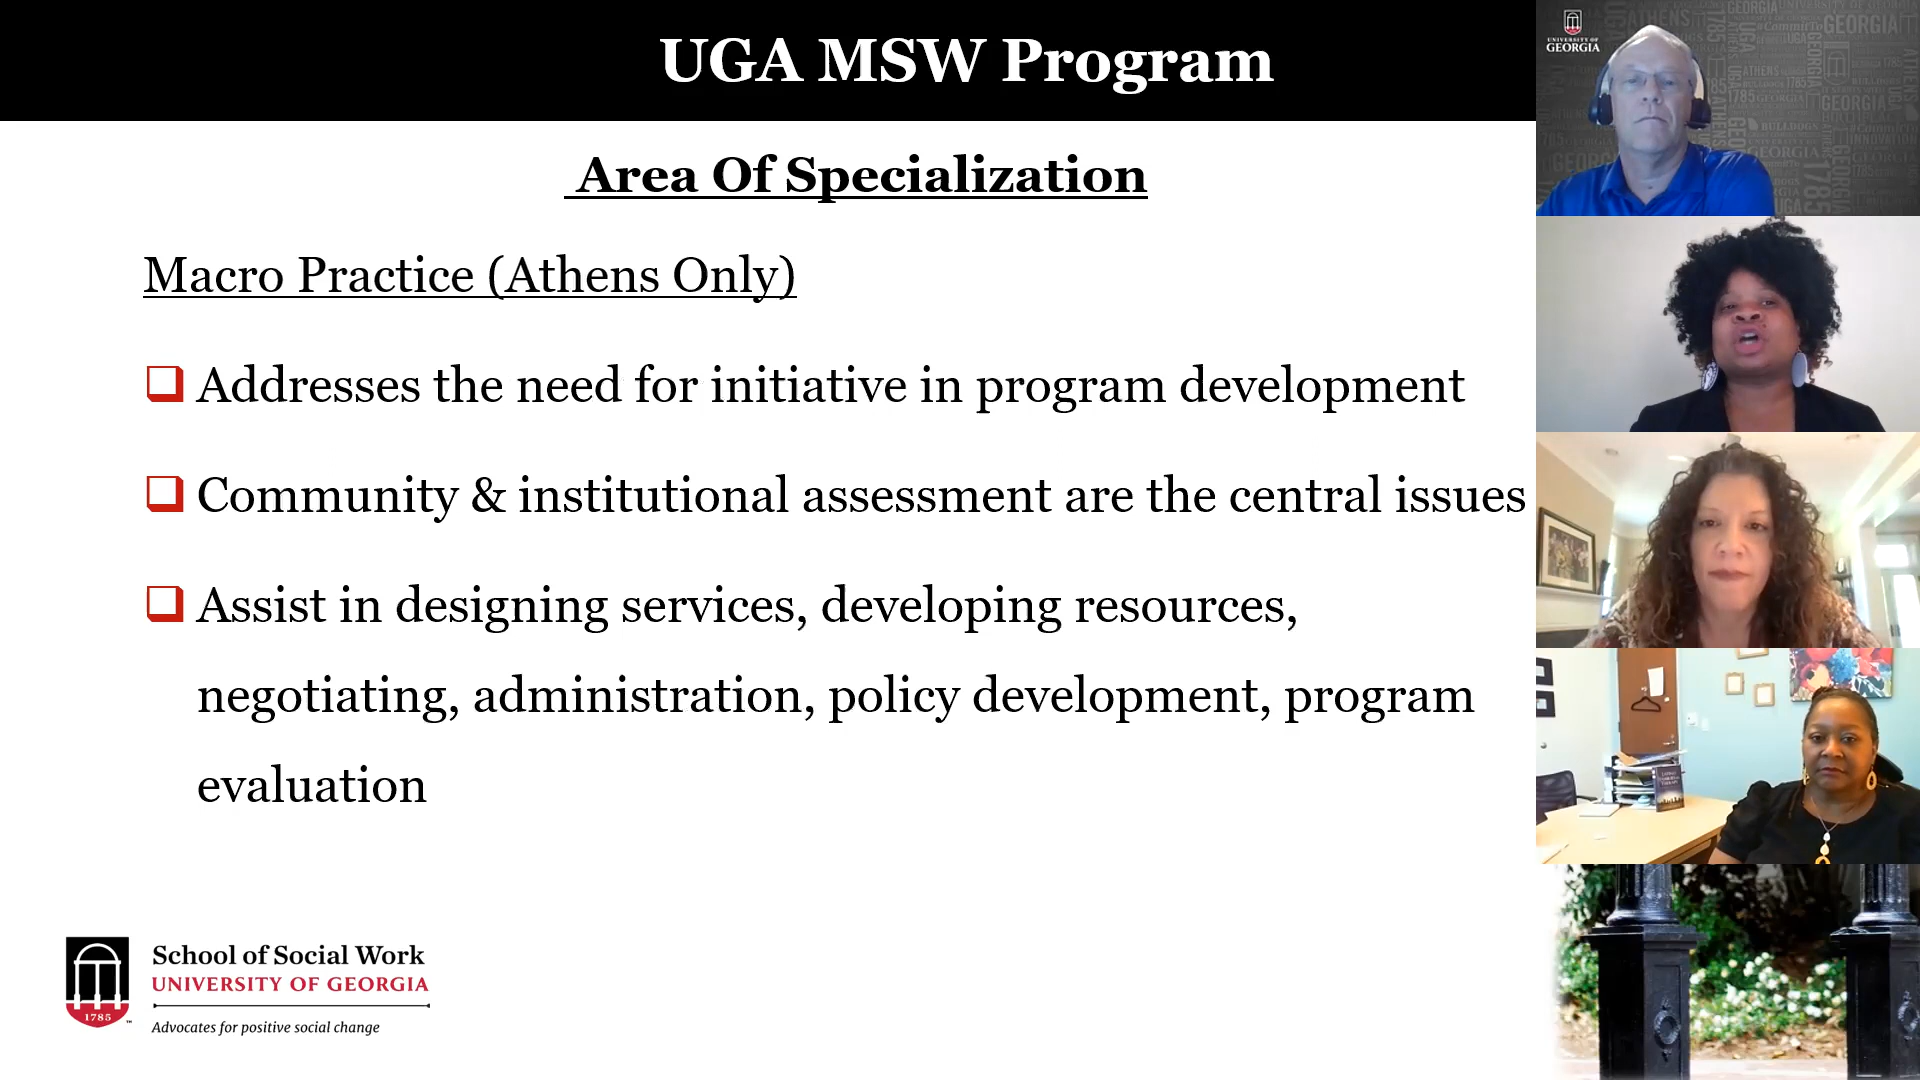 UGA MSW Program
Area Of Specialization
Macro Practice (Athens Only)
Addresses the need for initiative in program development
Community & institutional assessment are the central issues
Assist in designing services, developing resources,
negotiating, administration, policy development, program
evaluation
1785
School of Social Work
UNIVERSITY OF GEORGIA
Advocates for positive social change
UNIVERSITY OF
GEORGIA